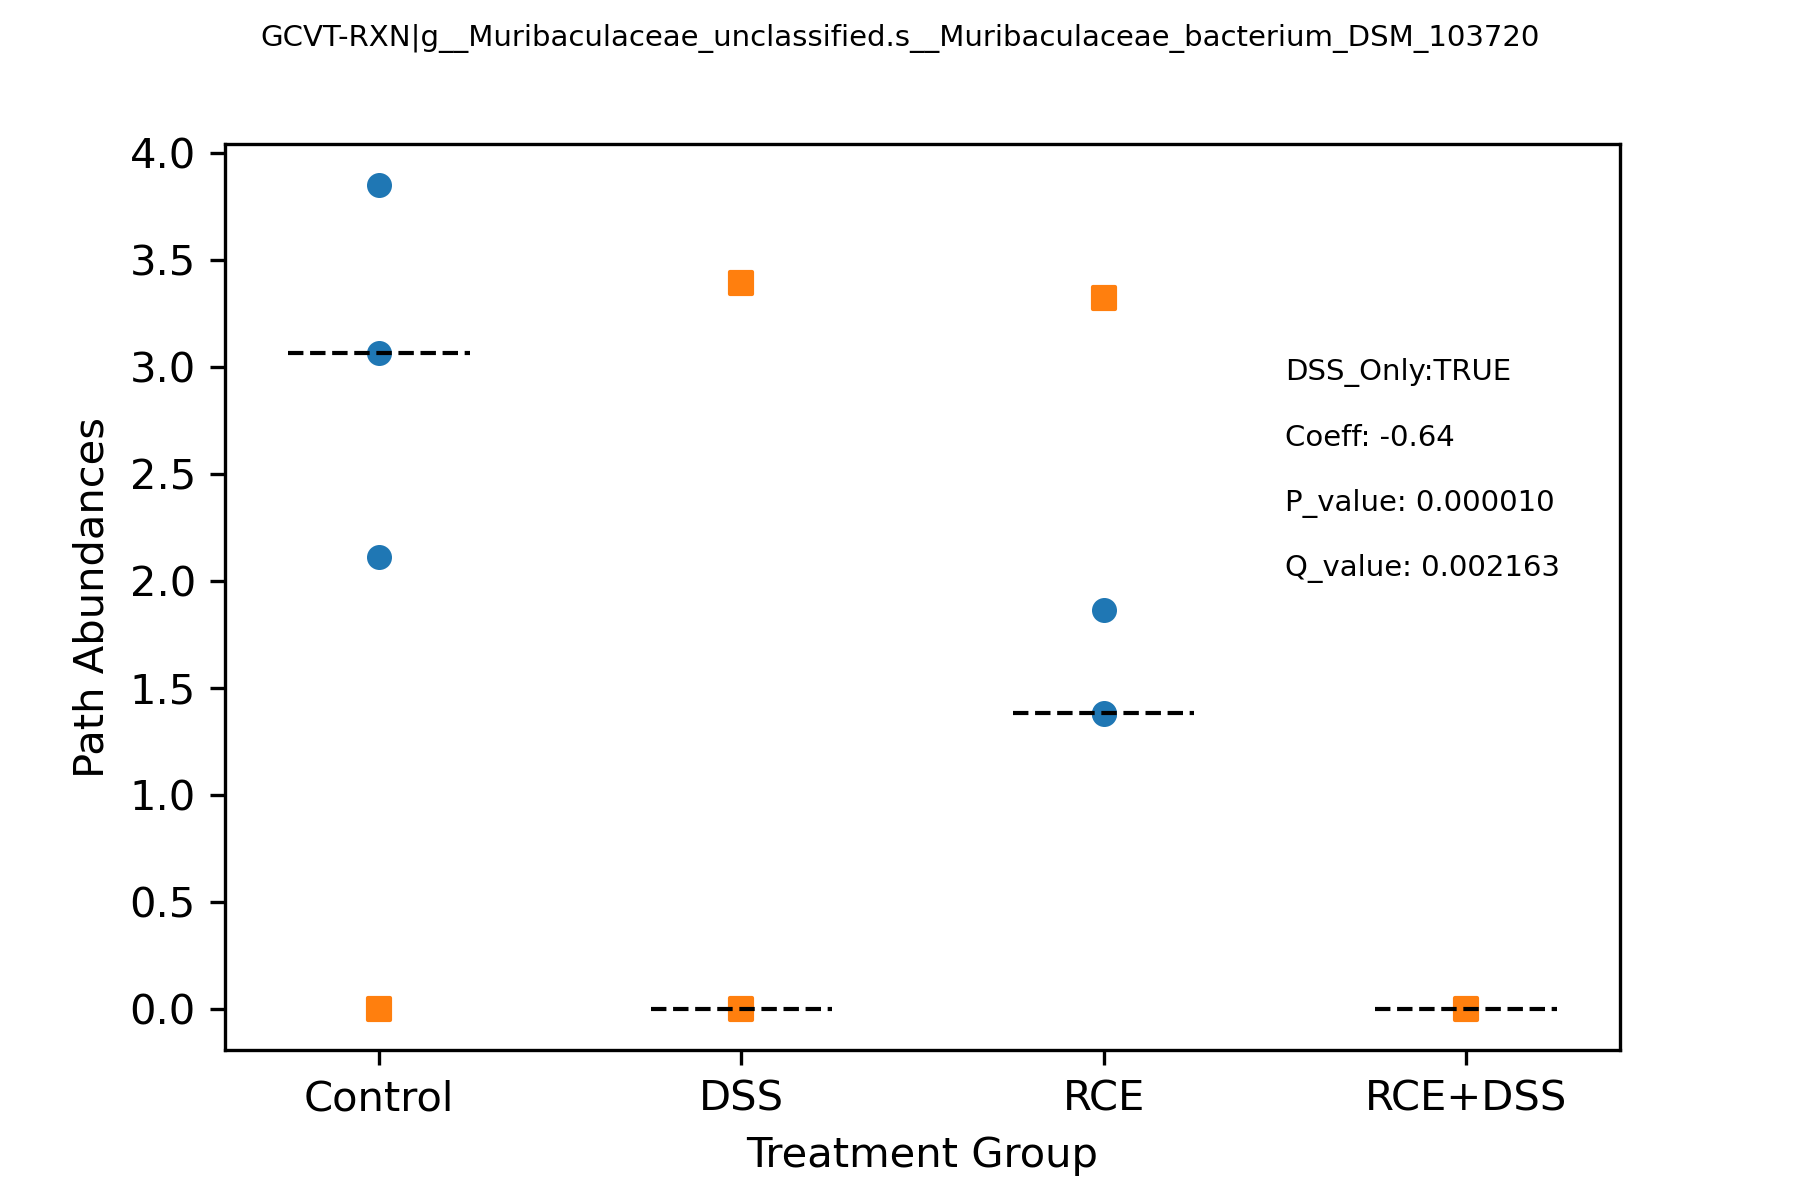 GCVT-RXN|g__Muribaculaceae_unclassified.s__Muribaculaceae_bacterium_DSM_103720
4.0
3.5
3.0
2.5
2.0
1.5
1.0
0.5
0.0
Path Abundances
DSS_Only:TRUE
Coeff: -0.64
P_value: 0.000010
Q_value: 0.002163
Control
DSS
RCE
RCE+DSS
Treatment Group